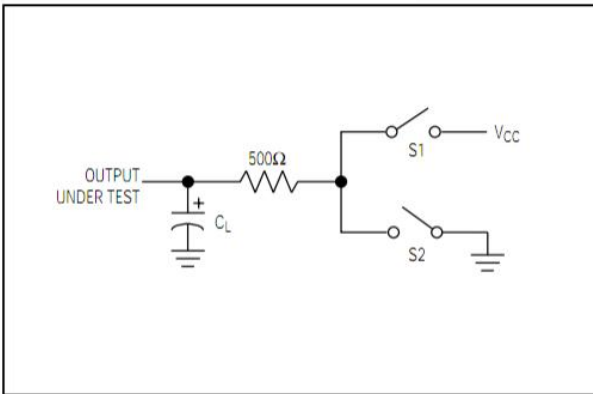 500Ω
OUTPUT
UNDER TEST
+
CL
S1
VCC
S2